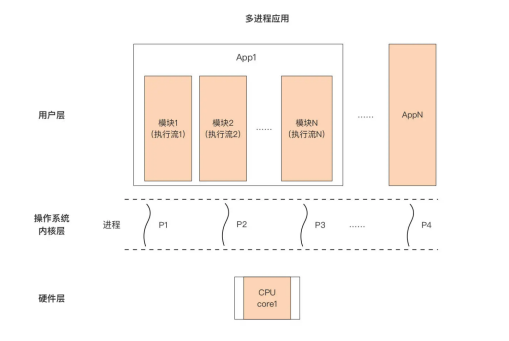 多进程应用
App1
用户层
模块1
(执行流1)
模块2
(执行流2)
……
模块N
(执行流N)
……
AppN
操作系统
内核层
进程
P1
P2
P3
……
P4
硬件层
CPU
core1